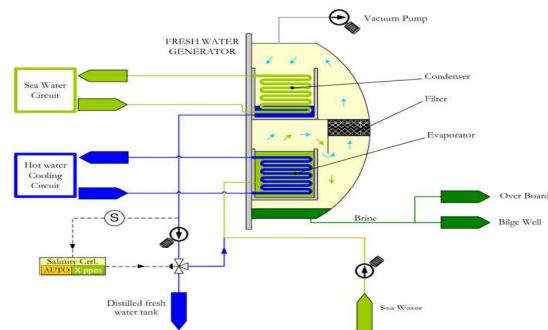 Vacuum Pump
FRESH WATER
GENERATOR
Condenser
Sea Water
Circuit
Filter
Evaporator
Hot water
Cooling
Circuit
Over Board
Brine
Bilge Well
S
Salinity Ctrl.
AUTO X ppm
Distilled fresh
water tank
Sea Water